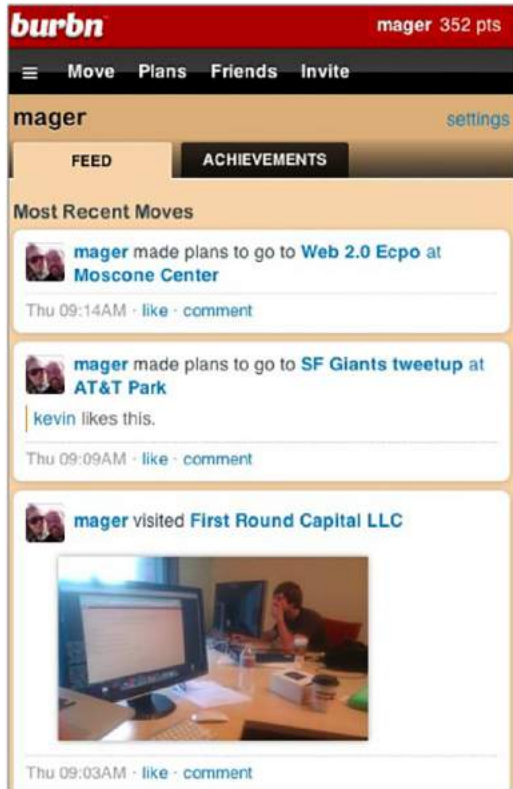 burbn
mager 352 pts
Move Plans Friends Invite
mager
settings
FEED
ACHIEVEMENTS
Most Recent Moves
mager made plans to go to Web 2.0 Ecpo at
Moscone Center
Thu 09:14AM · like · comment
mager made plans to go to SF Giants tweetup at
AT&T Park
kevin likes this.
Thu 09:09AM · like · comment
mager visited First Round Capital LLC
Thu 09:03AM · like · comment